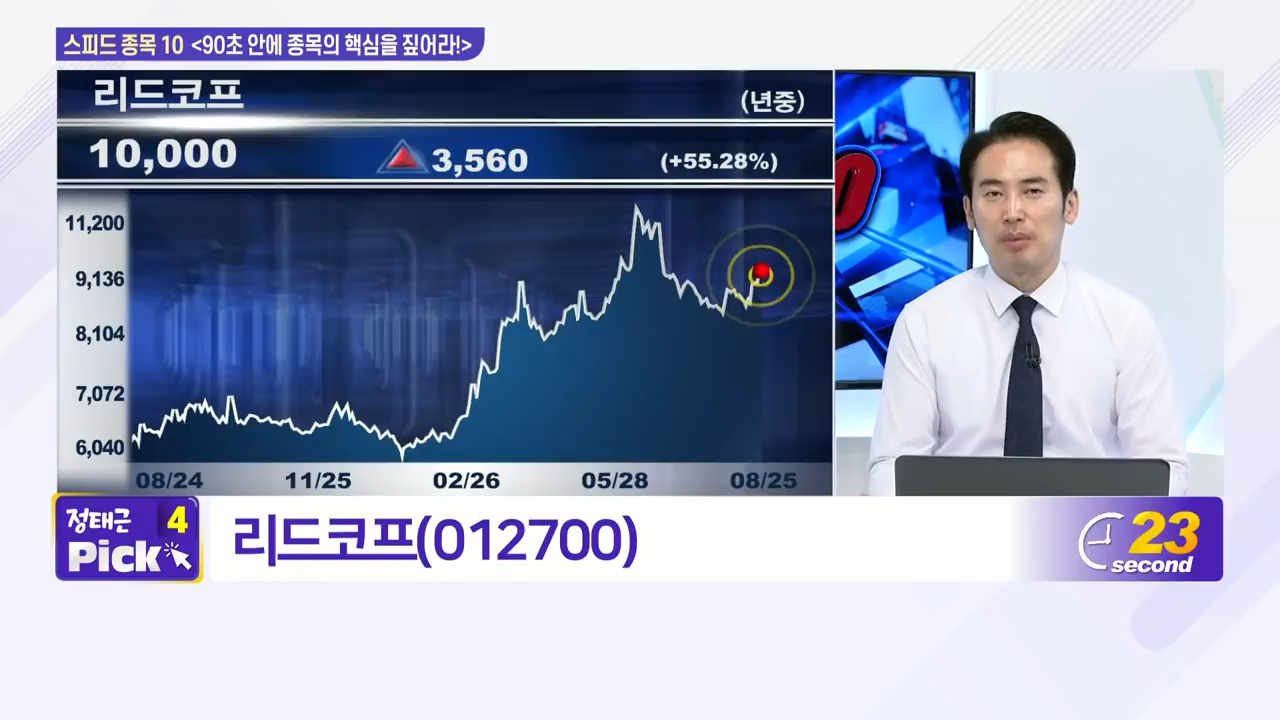 스피드 종목 10 <90초 안에 종목의 핵심을 짚어라!>
리드코프
(년중)
10,000
3,560
(+55.28%)
11,200
9,136
8,104
7,072
6,040
08/24
11/25
02/26
05/28
08/25
0
정태근 4
Pick
리드코프(012700)
23
second